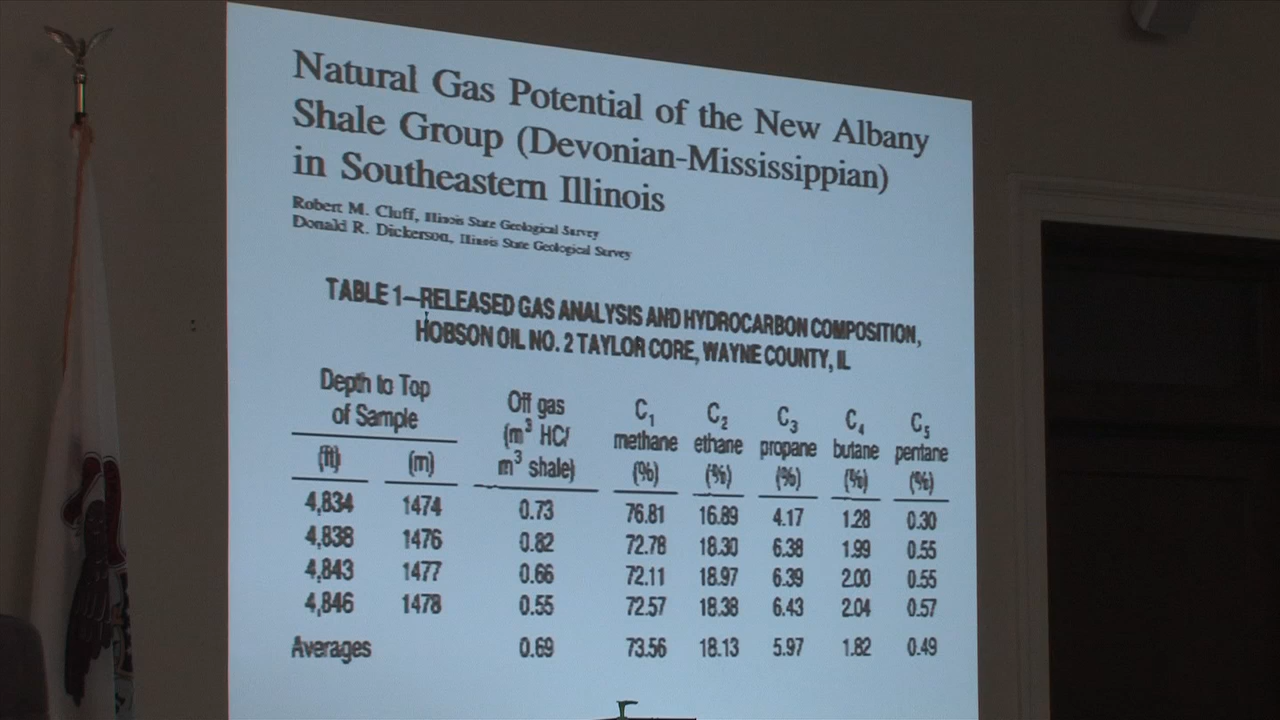 Natural Gas Potential of the New Albany
Shale Group (Devonian-Mississippian)
in Southeastern Illinois
Robert M. Cluff, Illinois State Geological Survey
Donald R. Dickerson, Illinois State Geological Survey
TABLE 1—RELEASED GAS ANALYSIS AND HYDROCARBON COMPOSITION,
HOBSON OIL NO. 2 TAYLOR CORE, WAYNE COUNTY, IL
Depth to Top
of Sample
(ft) (m)
Off gas
(m³ HC/
m³ shale)
C₁ methane (%)
C₂ ethane (%)
C₃ propane (%)
C₄ butane (%)
C₅ pentane (%)
4,834 1474 0.73 76.81 16.89 4.17 1.28 0.30
4,838 1476 0.82 72.78 18.30 6.38 1.99 0.55
4,843 1477 0.66 72.11 18.97 6.39 2.00 0.55
4,846 1478 0.55 72.57 18.38 6.43 2.04 0.57
Averages 0.69 73.56 18.13 5.97 1.82 0.49